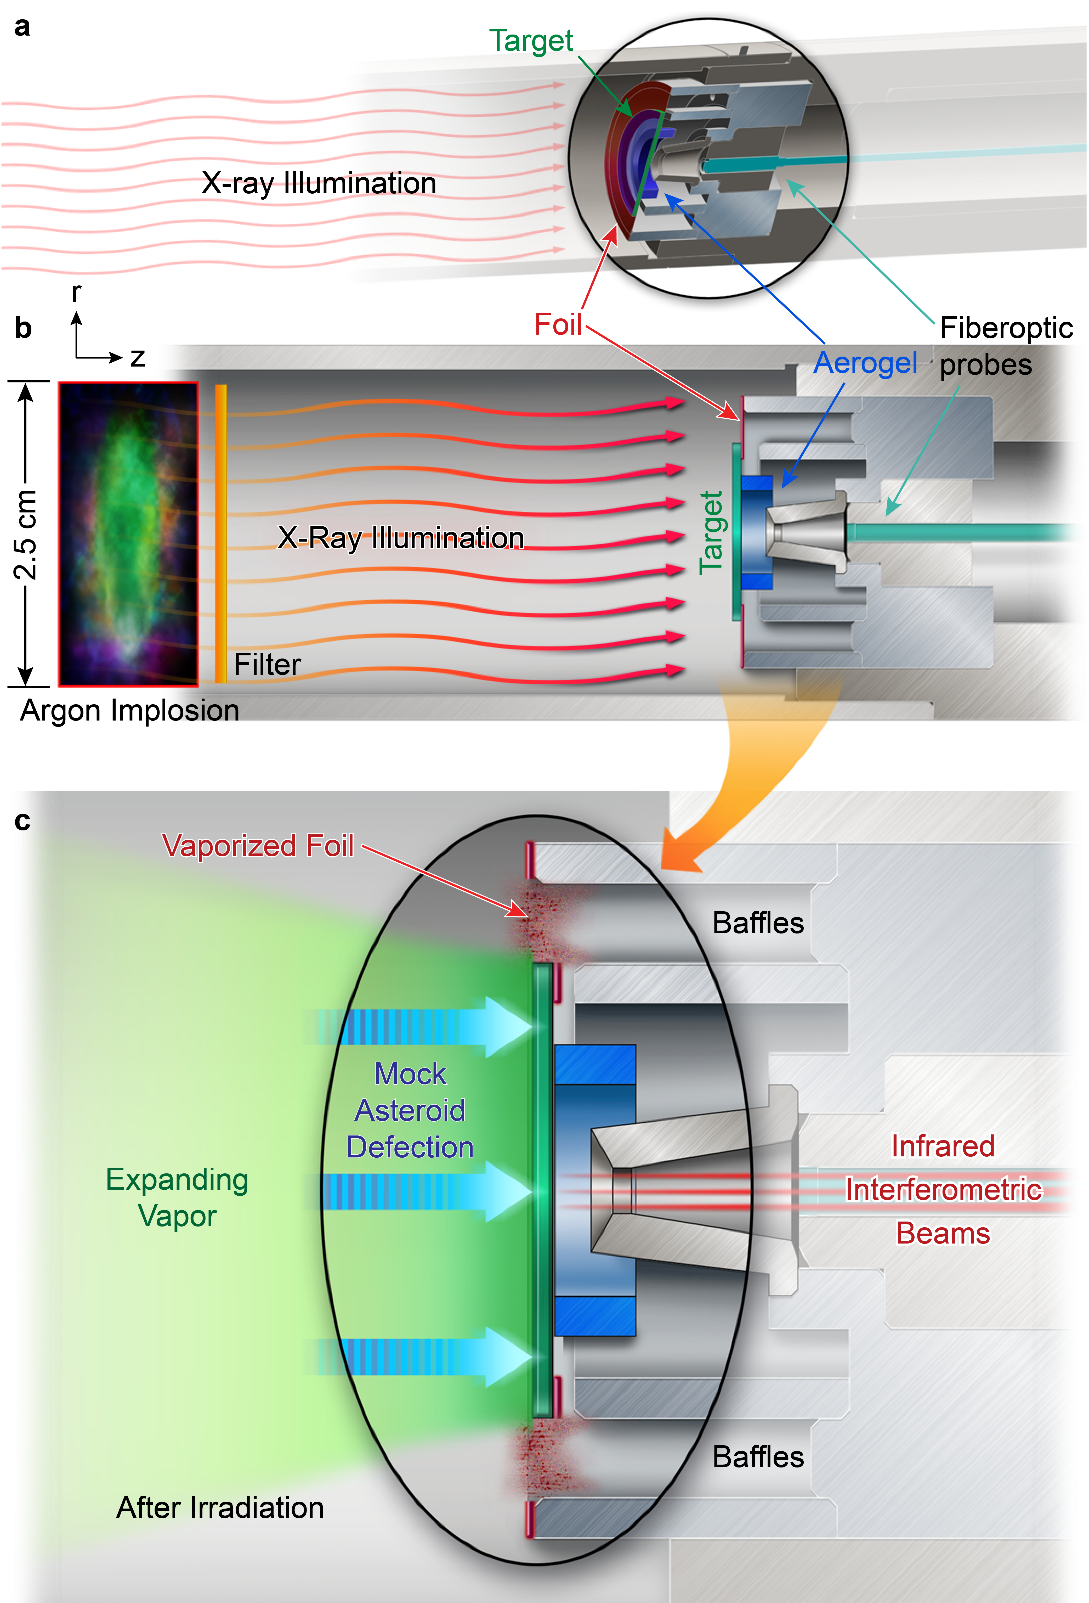 a
Target
X-ray Illumination
r
z
b
Foil
Fiberoptic
probes
Aerogel
2.5 cm
X-Ray Illumination
Target
Filter
Argon Implosion
c
Vaporized Foil
Baffles
Mock
Asteroid
Defection
Expanding
Vapor
Infrared
Interferometric
Beams
Baffles
After Irradiation